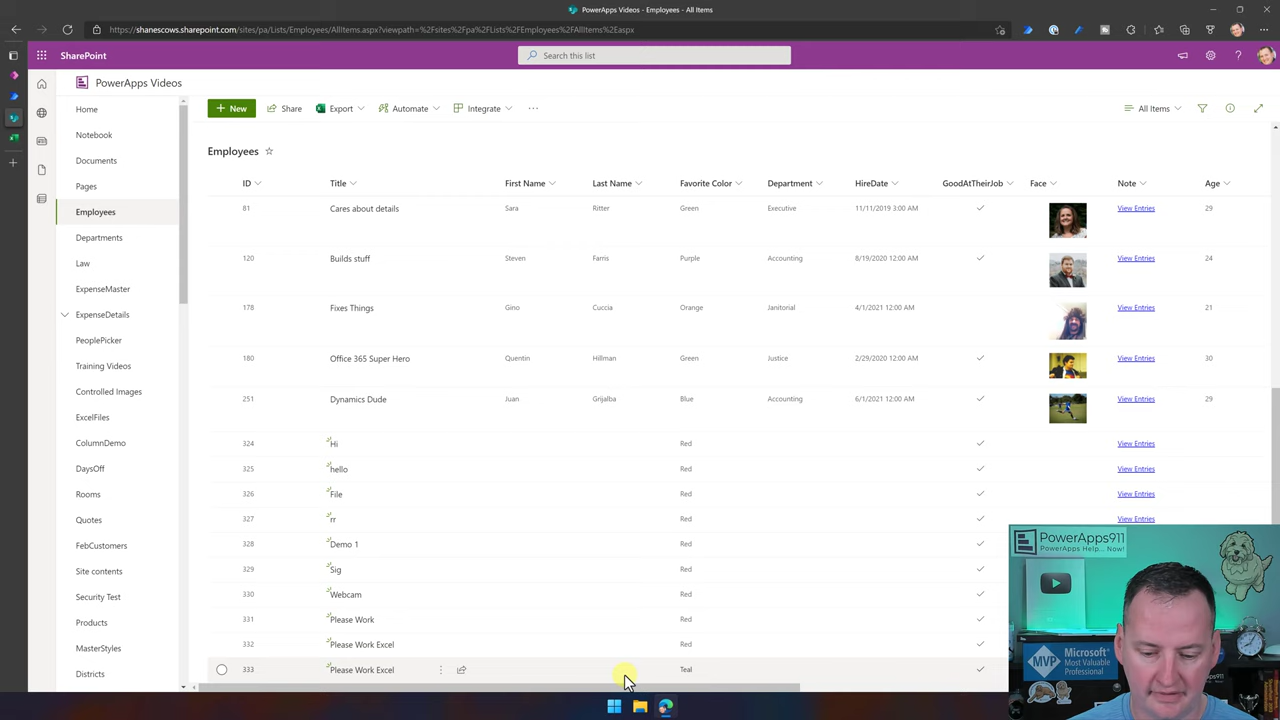 PowerApps Videos - Employees - All Items
https://shanescows.sharepoint.com/sites/pa/Lists/Employees/AllItems.aspx?viewpath=%2Fsites%2Fpa%2FLists%2FEmployees%2FAllItems%2Easpx
SharePoint
Search this list
PowerApps Videos
Home
Notebook
Documents
Pages
Employees
Departments
Law
ExpenseMaster
ExpenseDetails
PeoplePicker
Training Videos
Controlled Images
ExcelFiles
ColumnDemo
DaysOff
Rooms
Quotes
FebCustomers
Site contents
Security Test
Products
MasterStyles
Districts
+ New Share Export Automate Integrate ... All Items
Employees
ID Title First Name Last Name Favorite Color Department HireDate GoodAtTheirJob Face Note Age
81 Cares about details Sara Ritter Green Executive 11/11/2019 3:00 AM View Entries 29
120 Builds stuff Steven Farris Purple Accounting 8/19/2020 12:00 AM View Entries 24
178 Fixes Things Gino Cuccia Orange Janitorial 4/1/2021 12:00 AM View Entries 21
180 Office 365 Super Hero Quentin Hillman Green Justice 2/29/2020 12:00 AM View Entries 30
251 Dynamics Dude Juan Grijalba Blue Accounting 6/1/2021 12:00 AM View Entries 29
324 Hi Red View Entries
325 hello Red View Entries
326 File Red View Entries
327 rr Red View Entries
328 Demo 1 Red
329 Sig Red
330 Webcam Red
331 Please Work Red
332 Please Work Excel Red
333 Please Work Excel Teal
PowerApps911
PowerApps Help... Now!
MVP
Microsoft
Most Valuable
Professional